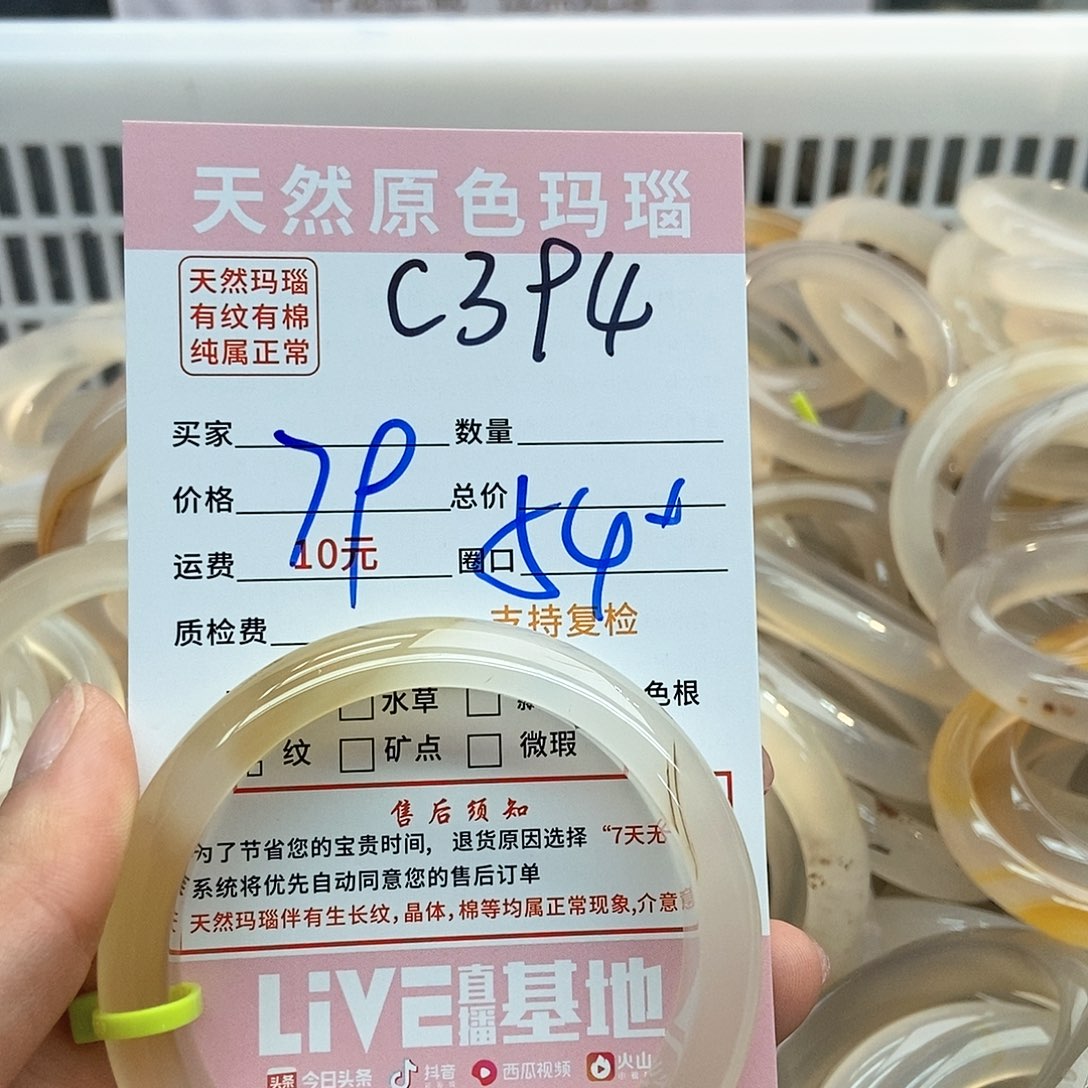 天然原色玛瑙
天然玛瑙
有纹有棉
纯属正常
C394
买家 数量
79
价格 总价
54+
运费 10元 圈口
质检费 支持复检
水草 色根
纹 矿点 微瑕
售后须知
为了节省您的宝贵时间, 退货原因选择 “7天无
系统将优先自动同意您的售后订单
天然玛瑙伴有生长纹,晶体,棉等均属正常现象,介意
LiVE直播基地
头条 今日头条 抖音 西瓜视频 火山